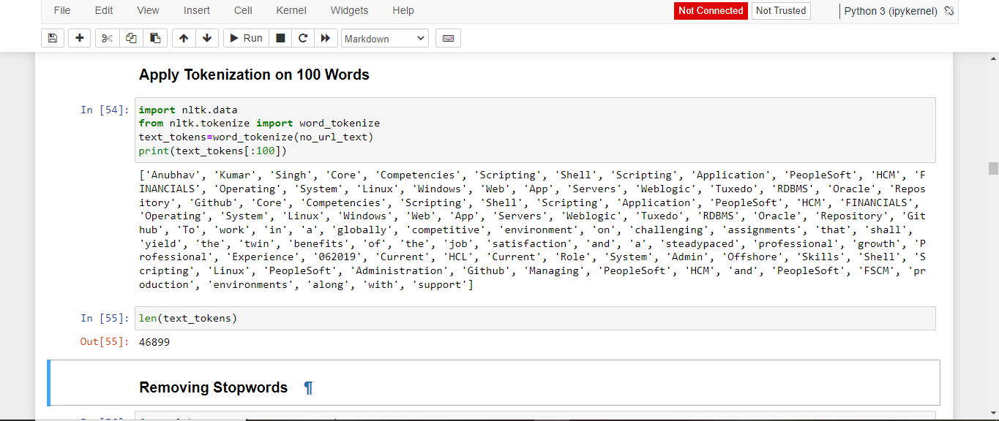 File Edit View Insert Cell Kernel Widgets Help Not Connected Not Trusted Python 3 (ipykernel)
Run Markdown
Apply Tokenization on 100 Words
In [54]: import nltk.data
from nltk.tokenize import word_tokenize
text_tokens=word_tokenize(no_url_text)
print(text_tokens[:100])
['Anubhav', 'Kumar', 'Singh', 'Core', 'Competencies', 'Scripting', 'Shell', 'Scripting', 'Application', 'PeopleSoft', 'HCM', 'F
INANCIALS', 'Operating', 'System', 'Linux', 'Windows', 'Web', 'App', 'Servers', 'Weblogic', 'Tuxedo', 'RDBMS', 'Oracle', 'Repos
itory', 'Github', 'Core', 'Competencies', 'Scripting', 'Shell', 'Scripting', 'Application', 'PeopleSoft', 'HCM', 'FINANCIALS',
'Operating', 'System', 'Linux', 'Windows', 'Web', 'App', 'Servers', 'Weblogic', 'Tuxedo', 'RDBMS', 'Oracle', 'Repository', 'Git
hub', 'To', 'work', 'in', 'a', 'globally', 'competitive', 'environment', 'on', 'challenging', 'assignments', 'that', 'shall',
'yield', 'the', 'twin', 'benefits', 'of', 'the', 'job', 'satisfaction', 'and', 'a', 'steadypaced', 'professional', 'growth', 'P
rofessional', 'Experience', '062019', 'Current', 'HCL', 'Current', 'Role', 'System', 'Admin', 'Offshore', 'Skills', 'Shell', 'S
cripting', 'Linux', 'PeopleSoft', 'Administration', 'Github', 'Managing', 'PeopleSoft', 'HCM', 'and', 'PeopleSoft', 'FSCM', 'pr
oduction', 'environments', 'along', 'with', 'support']
In [55]: len(text_tokens)
Out[55]: 46899
Removing Stopwords ¶